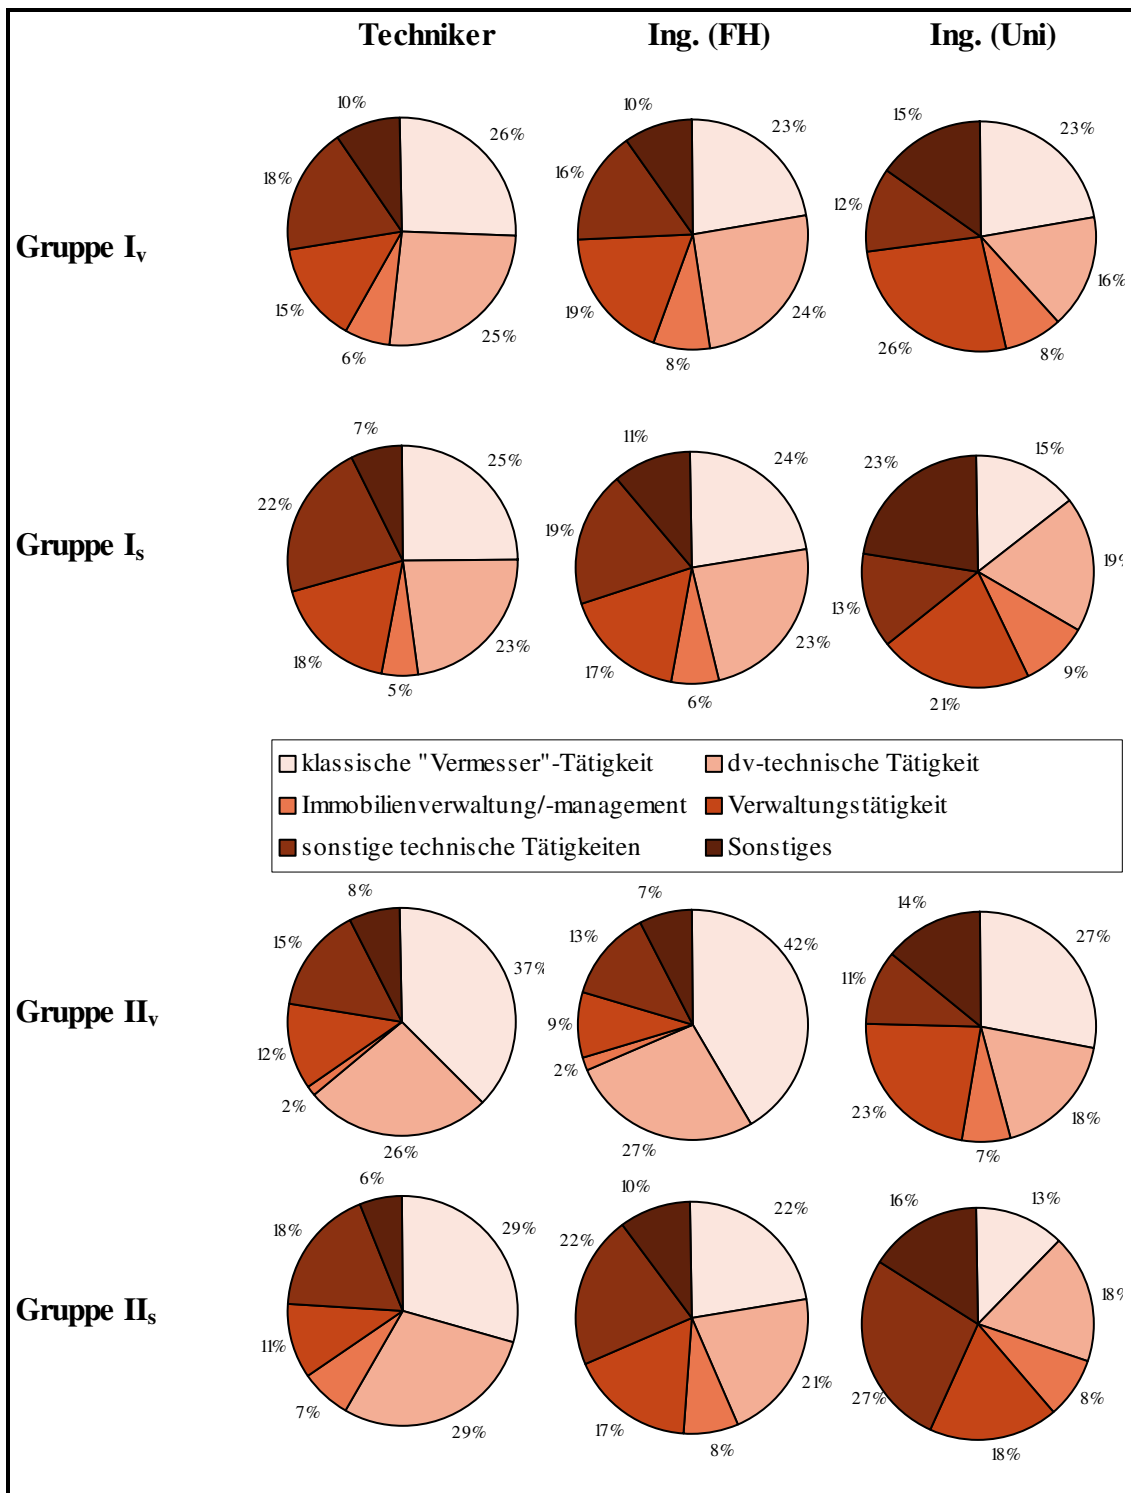 Techniker Ing. (FH) Ing. (Uni)
Gruppe Iv
10% 26% 18% 25% 15% 6%
10% 23% 16% 24% 19% 8%
15% 23% 12% 16% 26% 8%
Gruppe Is
7% 25% 22% 23% 18% 5%
11% 24% 19% 23% 17% 6%
23% 15% 19% 13% 9% 21%
klassische "Vermesser"-Tätigkeit dv-technische Tätigkeit
Immobilienverwaltung/-management Verwaltungstätigkeit
sonstige technische Tätigkeiten Sonstiges
Gruppe IIv
8% 37% 15% 12% 2% 26%
7% 42% 13% 9% 2% 27%
14% 27% 11% 23% 18% 7%
Gruppe IIs
6% 29% 18% 11% 7% 29%
10% 22% 22% 21% 17% 8%
16% 13% 18% 27% 8% 18%